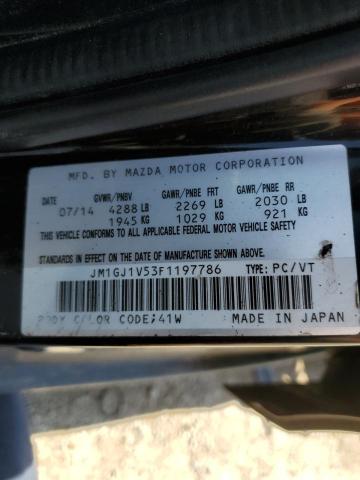 MFD. BY MAZDA MOTOR CORPORATION
DATE GVWR/PNBV GAWR/PNBE FRT GAWR/PNBE RR
07/14 4288 LB 2269 LB 2030 LB
1945 KG 1029 KG 921 KG
THIS VEHICLE CONFORMS TO ALL APPLICABLE
FEDERAL MOTOR VEHICLE SAFETY
STANDARDS IN EFFECT ON THE DATE OF
MANUFACTURE SHOWN ABOVE.
JM1GJ1V53F1197786 TYPE: PC/VT
BODY COLOR CODE;41W MADE IN JAPAN